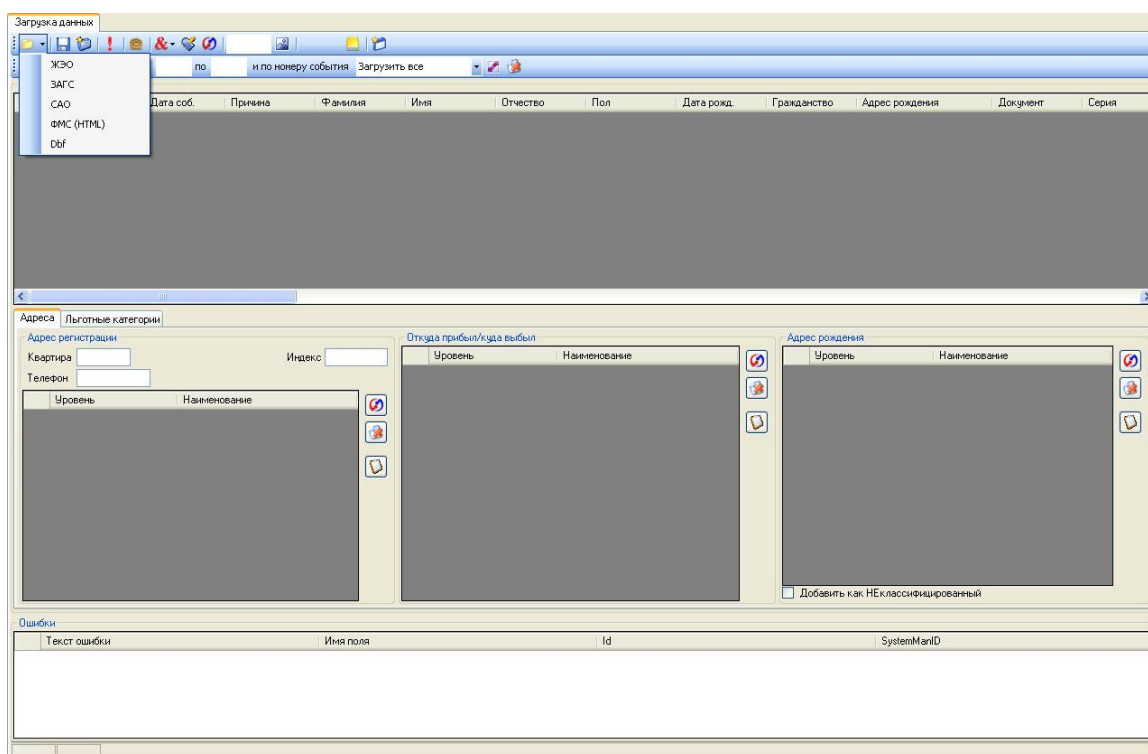 Загрузка данных
по и по номеру события Загрузить все
ЖЭО
ЗАГС
САО
ФМС (HTML)
Dbf
Дата соб. Причина Фамилия Имя Отчество Пол Дата рожд. Гражданство Адрес рождения Документ Серия
Адреса Льготные категории
Адрес регистрации Откуда прибыл/куда выбыл Адрес рождения
Квартира Индекс Уровень Наименование Уровень Наименование
Телефон
Уровень Наименование
Добавить как НЕклассифицированный
Ошибки
Текст ошибки Имя поля Id SystemManID